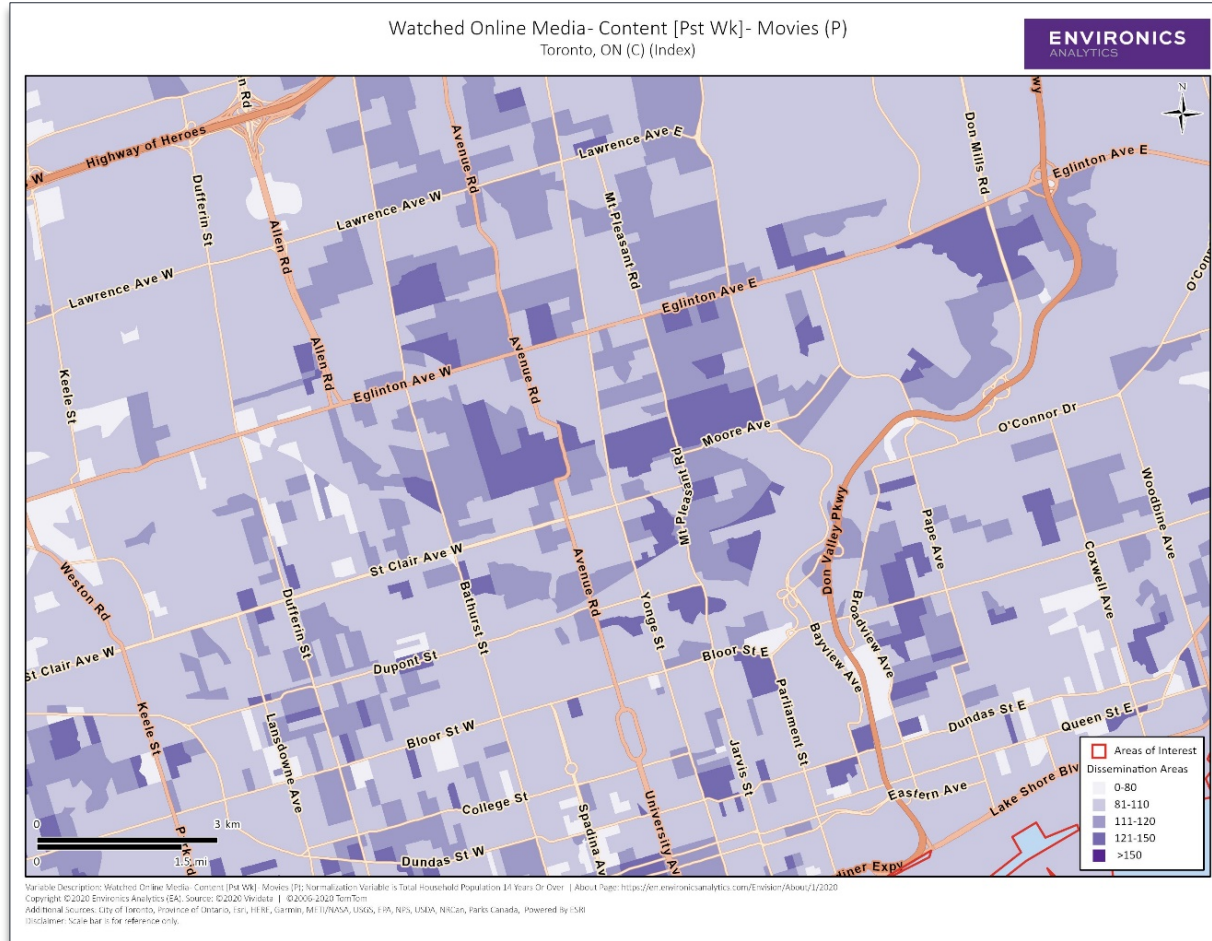 Watched Online Media- Content [Pst Wk]- Movies (P)
Toronto, ON (C) (Index)
ENVIRONICS
ANALYTICS
N
Highway of Heroes
W
n Rd
Dufferin St
Allen Rd
Avenue Rd
Lawrence Ave E
Mt Pleasant Rd
Don Mills Rd
wy
Eglinton Ave E
Lawrence Ave W
Lawrence Ave W
Allen Rd
Keele St
Eglinton Ave W
Avenue Rd
Eglinton Ave E
O'Conn
O'Connor Dr
Moore Ave
Mt Pleasant Rd
Don Valley Pkwy
Pape Ave
Woodbine Ave
Coxwell Ave
Weston Rd
St Clair Ave W
St Clair Ave W
Dufferin St
Bathurst St
Avenue Rd
Yonge St
Bloor St E
Bayview Ave
Broadview Ave
Dupont St
Keele St
Lansdowne Ave
Bloor St W
Parliament St
Jarvis St
Dundas St E
Queen St E
College St
Spadina Av
University Av
Eastern Ave
Lake Shore Blv
Dundas St W
Park Rd
diner Expy
0 3 km
0 1.5 mi
Areas of Interest
Dissemination Areas
0-80
81-110
111-120
121-150
>150
Variable Description: Watched Online Media- Content [Pst Wk]- Movies (P); Normalization Variable is Total Household Population 14 Years Or Over | About Page: https://en.environicsanalytics.com/Envision/About/1/2020
Copyright ©2020 Environics Analytics (EA). Source: ©2020 Vividata | ©2006-2020 TomTom
Additional Sources: City of Toronto, Province of Ontario, Esri, HERE, Garmin, METI/NASA, USGS, EPA, NPS, USDA, NRCan, Parks Canada, Powered By ESRI
Disclaimer: Scale bar is for reference only.